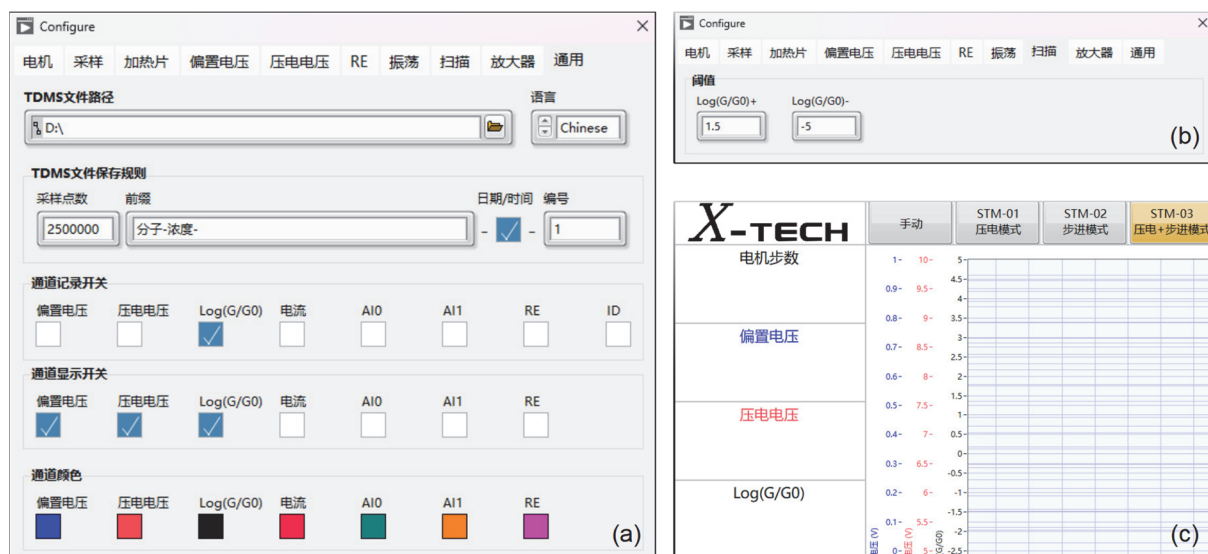 Configure
电机 采样 加热片 偏置电压 压电电压 RE 振荡 扫描 放大器 通用
TDMS文件路径 语言
D:\ Chinese
TDMS文件保存规则
采样点数 前缀 日期/时间 编号
2500000 分子-浓度- - - 1
通道记录开关
偏置电压 压电电压 Log(G/G0) 电流 AI0 AI1 RE ID
通道显示开关
偏置电压 压电电压 Log(G/G0) 电流 AI0 AI1 RE
通道颜色
偏置电压 压电电压 Log(G/G0) 电流 AI0 AI1 RE
(a)
Configure
电机 采样 加热片 偏置电压 压电电压 RE 振荡 扫描 放大器 通用
阈值
Log(G/G0)+ Log(G/G0)-
1.5 -5
(b)
X-TECH
手动
STM-01
压电模式
STM-02
步进模式
STM-03
压电+步进模式
电机步数
偏置电压
压电电压
Log(G/G0)
1- 10- 5-
4.5-
0.9- 9.5-
4-
0.8- 9- 3.5-
3-
0.7- 8.5-
2.5-
0.6- 8- 2-
1.5-
0.5- 7.5-
1-
0.4- 7- 0.5-
0-
0.3- 6.5-
-0.5-
0.2- 6- -1-
-1.5-
0.1- 5.5-
-2-
0- 5- -2.5-
(c)